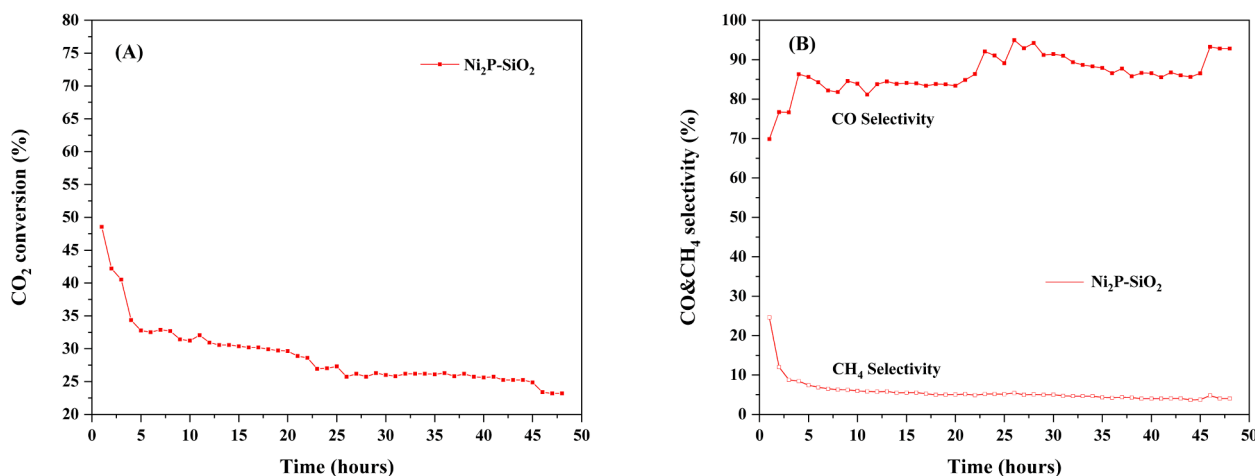 (A)
Ni₂P-SiO₂
CO₂ conversion (%)
80
75
70
65
60
55
50
45
40
35
30
25
20
0 5 10 15 20 25 30 35 40 45 50
Time (hours)
(B)
CO Selectivity
Ni₂P-SiO₂
CH₄ Selectivity
CO&CH₄ selectivity (%)
100
90
80
70
60
50
40
30
20
10
0
0 5 10 15 20 25 30 35 40 45 50
Time (hours)